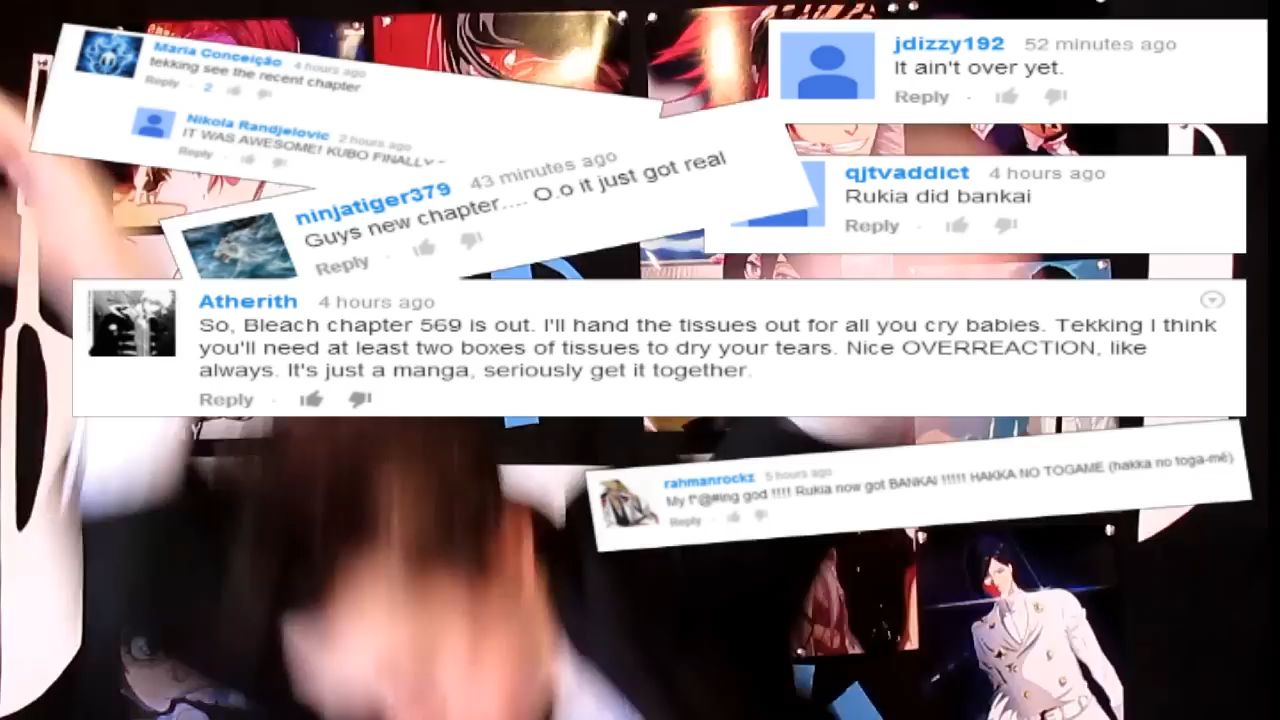 Maria Conceição 4 hours ago
tekking see the recent chapter
Reply · 2
Nikola Randjelovic 2 hours ago
IT WAS AWESOME! KUBO FINALLY
Reply ·
jdizzy192 52 minutes ago
It ain't over yet.
Reply ·
ninjatiger379 43 minutes ago
Guys new chapter.... O.o it just got real
Reply ·
qjtvaddict 4 hours ago
Rukia did bankai
Reply ·
Atherith 4 hours ago
So, Bleach chapter 569 is out. I'll hand the tissues out for all you cry babies. Tekking I think
you'll need at least two boxes of tissues to dry your tears. Nice OVERREACTION, like
always. It's just a manga, seriously get it together.
Reply ·
rahmanrockz 5 hours ago
My f*@#ing god !!!! Rukia now got BANKAI !!!!! HAKKA NO TOGAME (hakka no toga-mê)
Reply ·